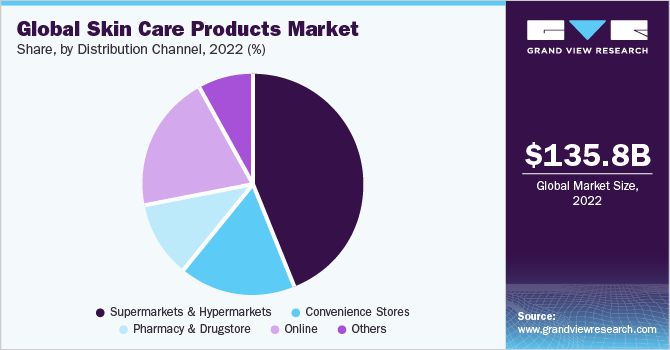 Global Skin Care Products Market
Share, by Distribution Channel, 2022 (%)
Supermarkets & Hypermarkets
Convenience Stores
Pharmacy & Drugstore
Online
Others
GRAND VIEW RESEARCH
$135.8B
Global Market Size,
2022
Source:
www.grandviewresearch.com